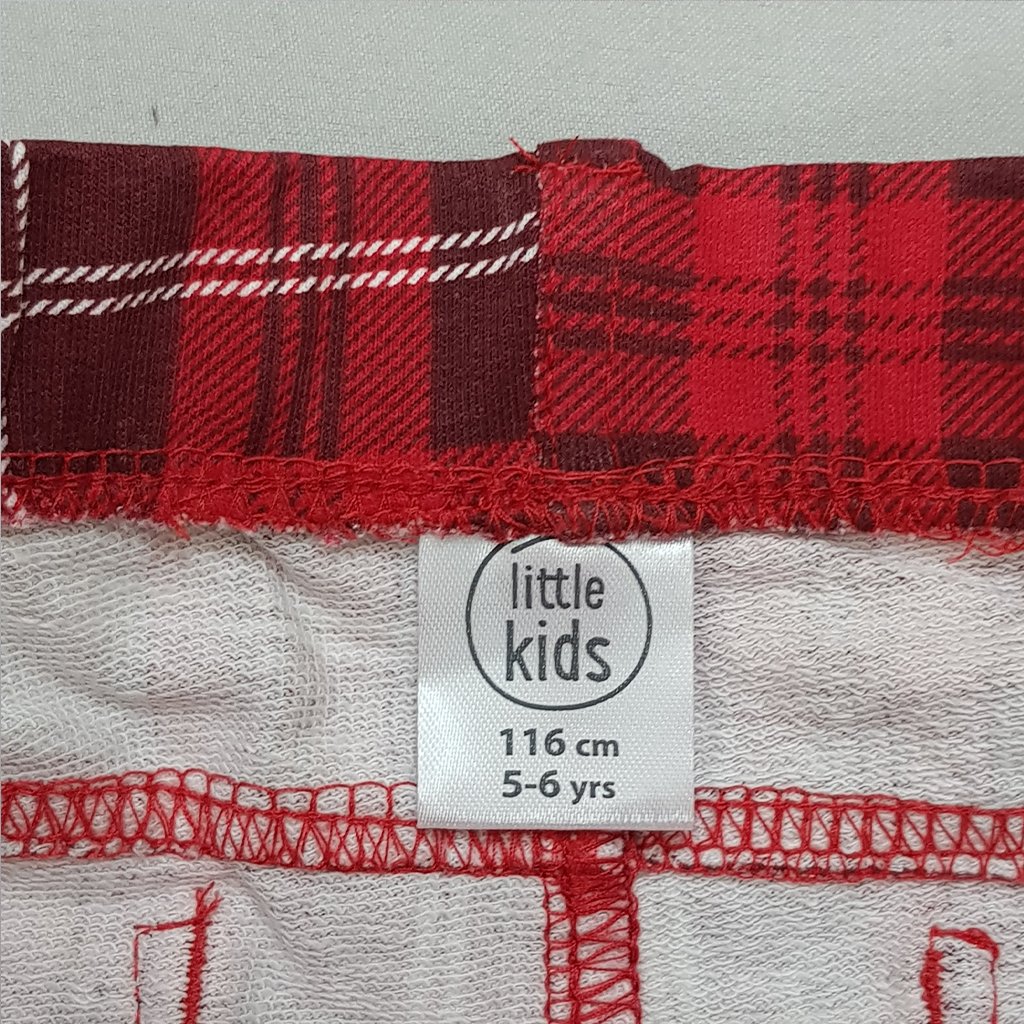 little
kids
116 cm
5-6 yrs